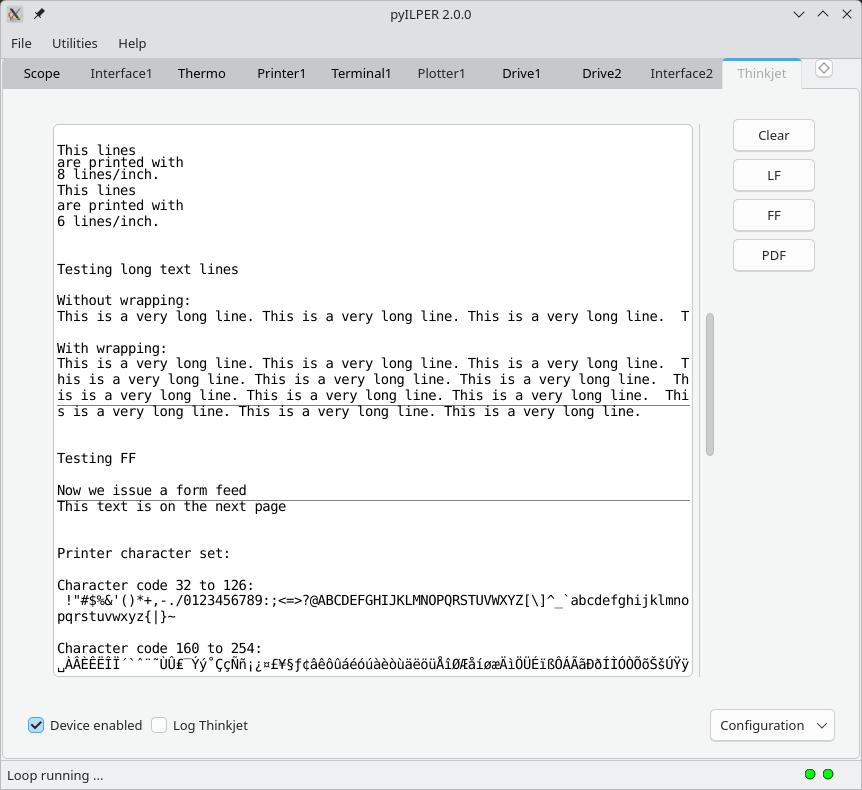 pyILPER 2.0.0
File Utilities Help
Scope Interface1 Thermo Printer1 Terminal1 Plotter1 Drive1 Drive2 Interface2 Thinkjet
This lines
are printed with
8 lines/inch.
This lines
are printed with
6 lines/inch.
Testing long text lines
Without wrapping:
This is a very long line. This is a very long line. This is a very long line.  T
With wrapping:
This is a very long line. This is a very long line. This is a very long line.  T
his is a very long line. This is a very long line. This is a very long line.  Th
is is a very long line. This is a very long line. This is a very long line.  Thi
s is a very long line. This is a very long line. This is a very long line.
Testing FF
Now we issue a form feed
This text is on the next page
Printer character set:
Character code 32 to 126:
 !"#$%&'()*+,-./0123456789:;<=>?@ABCDEFGHIJKLMNOPQRSTUVWXYZ[\]^_`abcdefghijklmno
pqrstuvwxyz{|}~
Character code 160 to 254:
␣ÀÂÈÊËÎÏ´`ˆ¨˜ÙÛ₤¯Ýý°ÇçÑñ¡¿¤£¥§ƒ¢âêôûáéóúàèòùäëöüÅîØÆåíøæÄìÖÜÉïßÔÁÃãÐðÍÌÓÒÕõŠšÚŸÿ
Clear
LF
FF
PDF
Device enabled Log Thinkjet
Configuration
Loop running ...